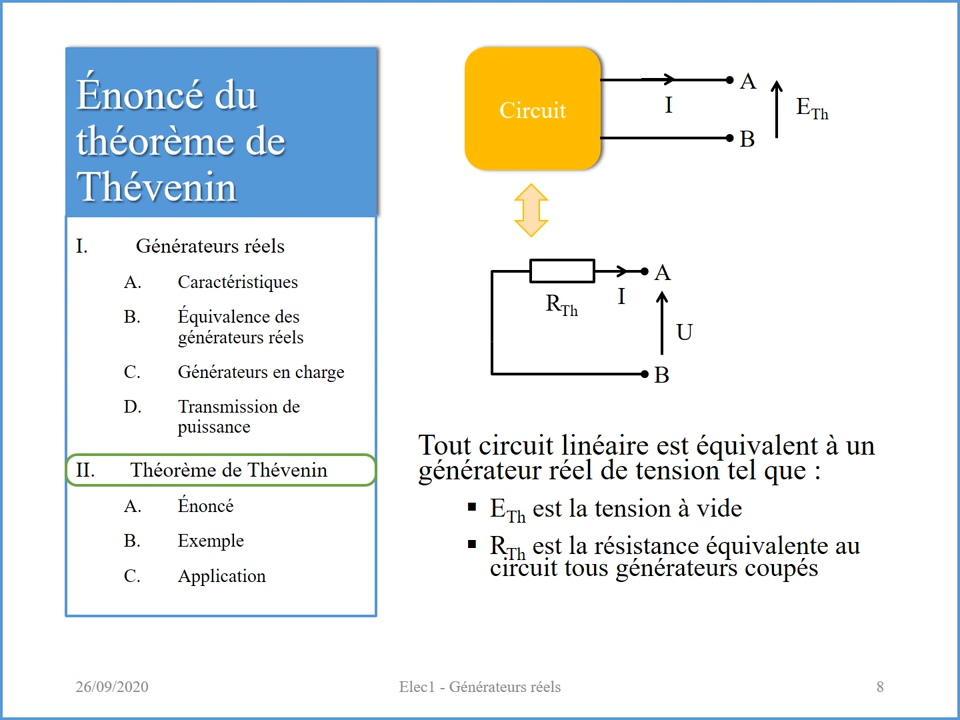 Énoncé du
théorème de
Thévenin
I. Générateurs réels
A. Caractéristiques
B. Équivalence des
générateurs réels
C. Générateurs en charge
D. Transmission de
puissance
II. Théorème de Thévenin
A. Énoncé
B. Exemple
C. Application
Circuit
A
I
E_Th
B
A
R_Th
I
U
B
Tout circuit linéaire est équivalent à un
générateur réel de tension tel que :
▪ E_Th est la tension à vide
▪ R_Th est la résistance équivalente au
circuit tous générateurs coupés
26/09/2020
Elec1 - Générateurs réels
8